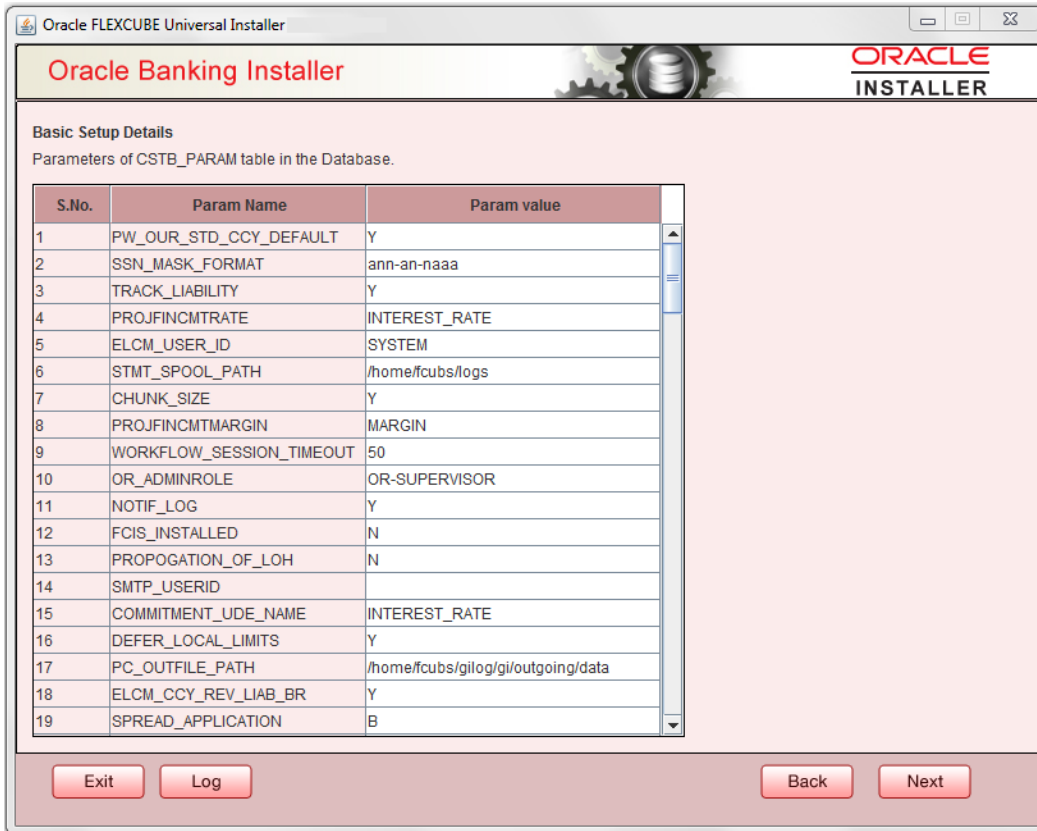 Oracle FLEXCUBE Universal Installer
Oracle Banking Installer
ORACLE
INSTALLER
Basic Setup Details
Parameters of CSTB_PARAM table in the Database.
S.No. Param Name Param value
1 PW_OUR_STD_CCY_DEFAULT Y
2 SSN_MASK_FORMAT ann-an-naaa
3 TRACK_LIABILITY Y
4 PROJFINCMTRATE INTEREST_RATE
5 ELCM_USER_ID SYSTEM
6 STMT_SPOOL_PATH /home/fcubs/logs
7 CHUNK_SIZE Y
8 PROJFINCMTMARGIN MARGIN
9 WORKFLOW_SESSION_TIMEOUT 50
10 OR_ADMINROLE OR-SUPERVISOR
11 NOTIF_LOG Y
12 FCIS_INSTALLED N
13 PROPOGATION_OF_LOH N
14 SMTP_USERID
15 COMMITMENT_UDE_NAME INTEREST_RATE
16 DEFER_LOCAL_LIMITS Y
17 PC_OUTFILE_PATH /home/fcubs/gilog/gi/outgoing/data
18 ELCM_CCY_REV_LIAB_BR Y
19 SPREAD_APPLICATION B
Exit Log Back Next